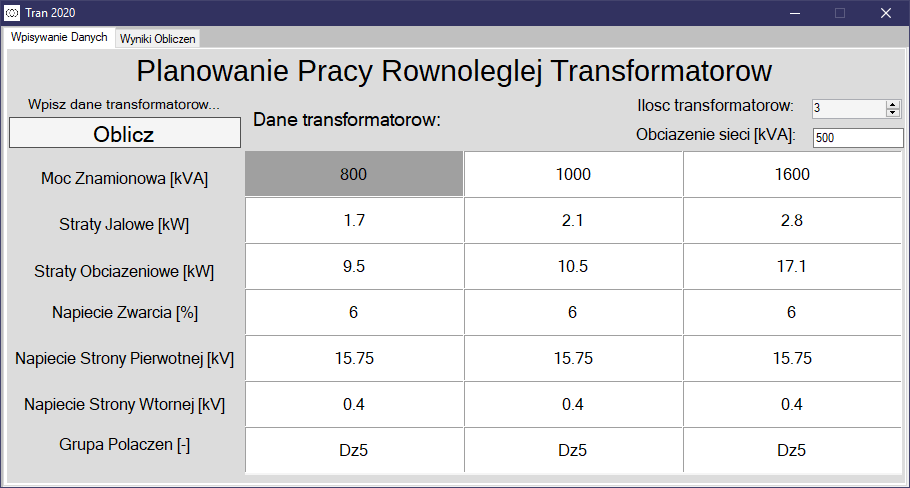 Tran 2020
Wpisywanie Danych Wyniki Obliczen
Planowanie Pracy Rownoleglej Transformatorow
Wpisz dane transformatorow...
Oblicz
Dane transformatorow:
Ilosc transformatorow: 3
Obciazenie sieci [kVA]: 500
Moc Znamionowa [kVA] 800 1000 1600
Straty Jalowe [kW] 1.7 2.1 2.8
Straty Obciazeniowe [kW] 9.5 10.5 17.1
Napiecie Zwarcia [%] 6 6 6
Napiecie Strony Pierwotnej [kV] 15.75 15.75 15.75
Napiecie Strony Wtornej [kV] 0.4 0.4 0.4
Grupa Polaczen [-] Dz5 Dz5 Dz5